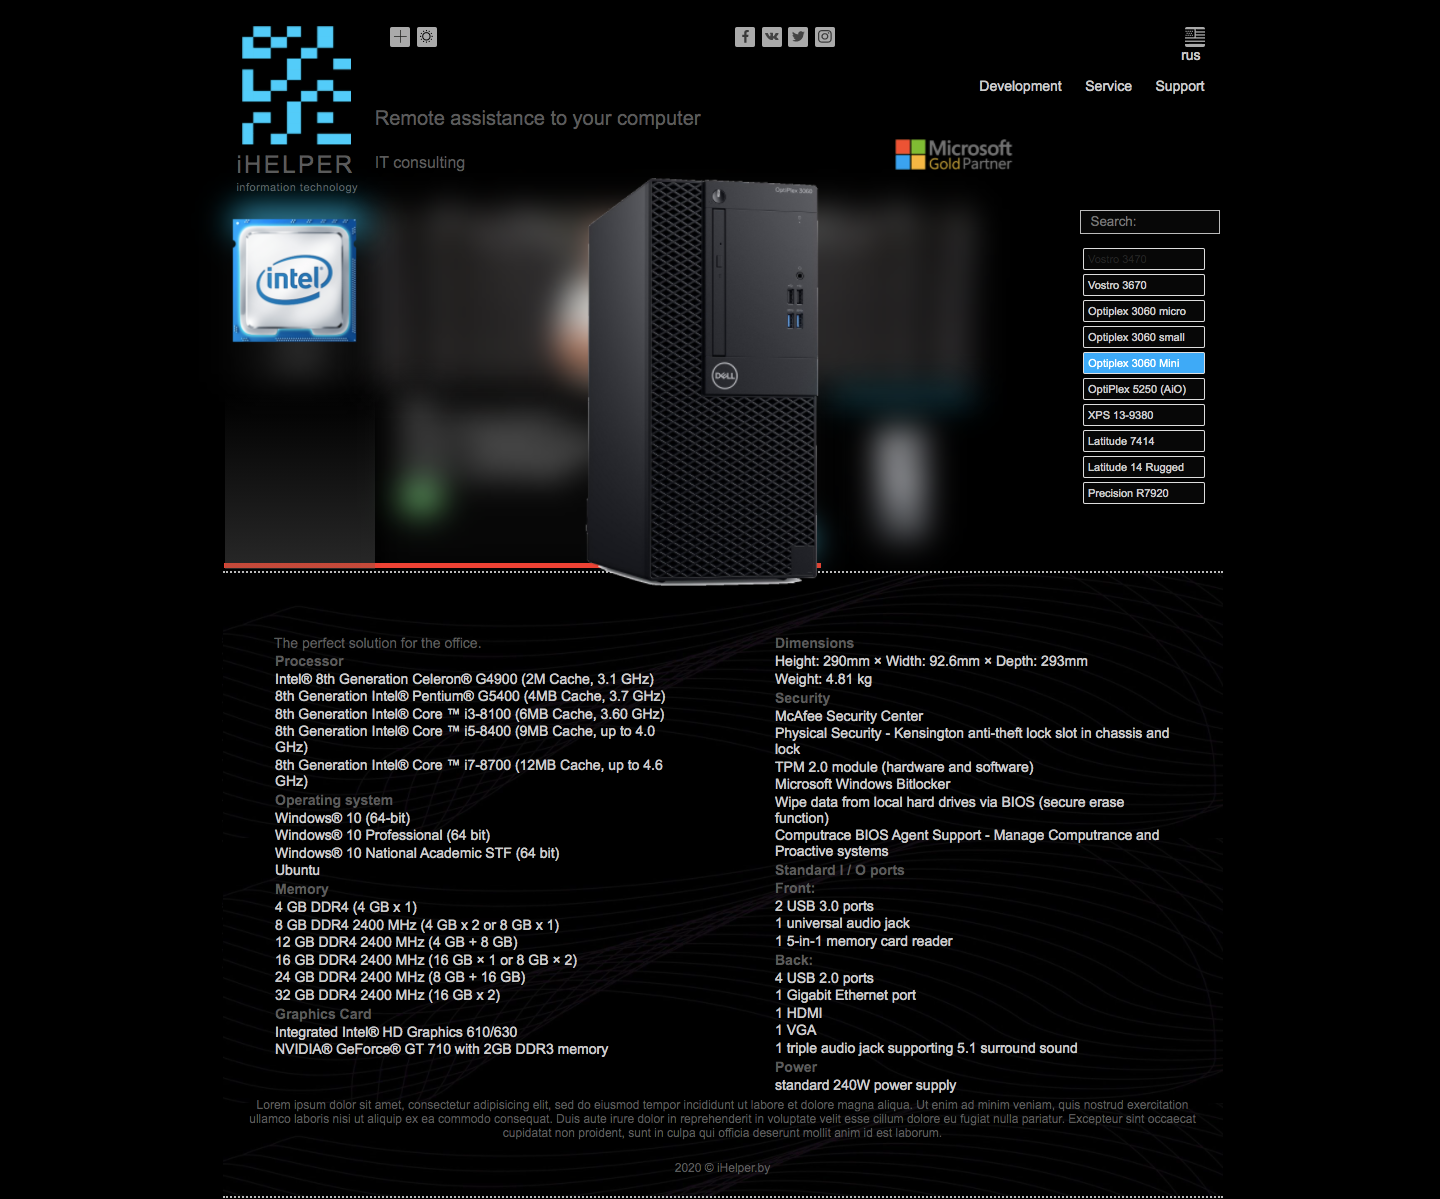 rus
Development Service Support
Remote assistance to your computer
iHELPER
IT consulting
Microsoft
Gold Partner
information technology
OptiPlex 3060
Search:
intel
Vostro 3470
Vostro 3670
Optiplex 3060 micro
Optiplex 3060 small
Optiplex 3060 Mini
DELL
OptiPlex 5250 (AiO)
XPS 13-9380
Latitude 7414
Latitude 14 Rugged
Precision R7920
The perfect solution for the office.
Processor
Intel® 8th Generation Celeron® G4900 (2M Cache, 3.1 GHz)
8th Generation Intel® Pentium® G5400 (4MB Cache, 3.7 GHz)
8th Generation Intel® Core ™ i3-8100 (6MB Cache, 3.60 GHz)
8th Generation Intel® Core ™ i5-8400 (9MB Cache, up to 4.0
GHz)
8th Generation Intel® Core ™ i7-8700 (12MB Cache, up to 4.6
GHz)
Operating system
Windows® 10 (64-bit)
Windows® 10 Professional (64 bit)
Windows® 10 National Academic STF (64 bit)
Ubuntu
Memory
4 GB DDR4 (4 GB x 1)
8 GB DDR4 2400 MHz (4 GB x 2 or 8 GB x 1)
12 GB DDR4 2400 MHz (4 GB + 8 GB)
16 GB DDR4 2400 MHz (16 GB × 1 or 8 GB × 2)
24 GB DDR4 2400 MHz (8 GB + 16 GB)
32 GB DDR4 2400 MHz (16 GB x 2)
Graphics Card
Integrated Intel® HD Graphics 610/630
NVIDIA® GeForce® GT 710 with 2GB DDR3 memory
Dimensions
Height: 290mm × Width: 92.6mm × Depth: 293mm
Weight: 4.81 kg
Security
McAfee Security Center
Physical Security - Kensington anti-theft lock slot in chassis and
lock
TPM 2.0 module (hardware and software)
Microsoft Windows Bitlocker
Wipe data from local hard drives via BIOS (secure erase
function)
Computrace BIOS Agent Support - Manage Computrance and
Proactive systems
Standard I / O ports
Front:
2 USB 3.0 ports
1 universal audio jack
1 5-in-1 memory card reader
Back:
4 USB 2.0 ports
1 Gigabit Ethernet port
1 HDMI
1 VGA
1 triple audio jack supporting 5.1 surround sound
Power
standard 240W power supply
Lorem ipsum dolor sit amet, consectetur adipisicing elit, sed do eiusmod tempor incididunt ut labore et dolore magna aliqua. Ut enim ad minim veniam, quis nostrud exercitation
ullamco laboris nisi ut aliquip ex ea commodo consequat. Duis aute irure dolor in reprehenderit in voluptate velit esse cillum dolore eu fugiat nulla pariatur. Excepteur sint occaecat
cupidatat non proident, sunt in culpa qui officia deserunt mollit anim id est laborum.
2020 © iHelper.by